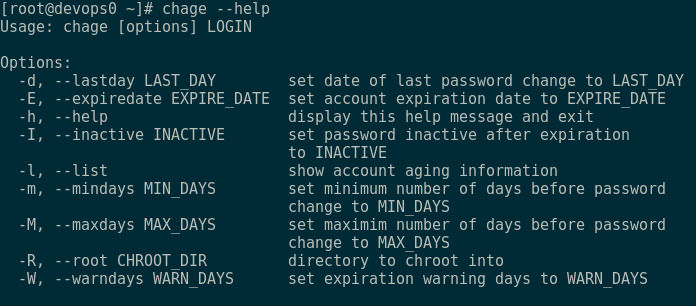 [root@devops0 ~]# chage --help
Usage: chage [options] LOGIN

Options:
  -d, --lastday LAST_DAY        set date of last password change to LAST_DAY
  -E, --expiredate EXPIRE_DATE  set account expiration date to EXPIRE_DATE
  -h, --help                    display this help message and exit
  -I, --inactive INACTIVE       set password inactive after expiration
                                to INACTIVE
  -l, --list                    show account aging information
  -m, --mindays MIN_DAYS        set minimum number of days before password
                                change to MIN_DAYS
  -M, --maxdays MAX_DAYS        set maximim number of days before password
                                change to MAX_DAYS
  -R, --root CHROOT_DIR         directory to chroot into
  -W, --warndays WARN_DAYS      set expiration warning days to WARN_DAYS